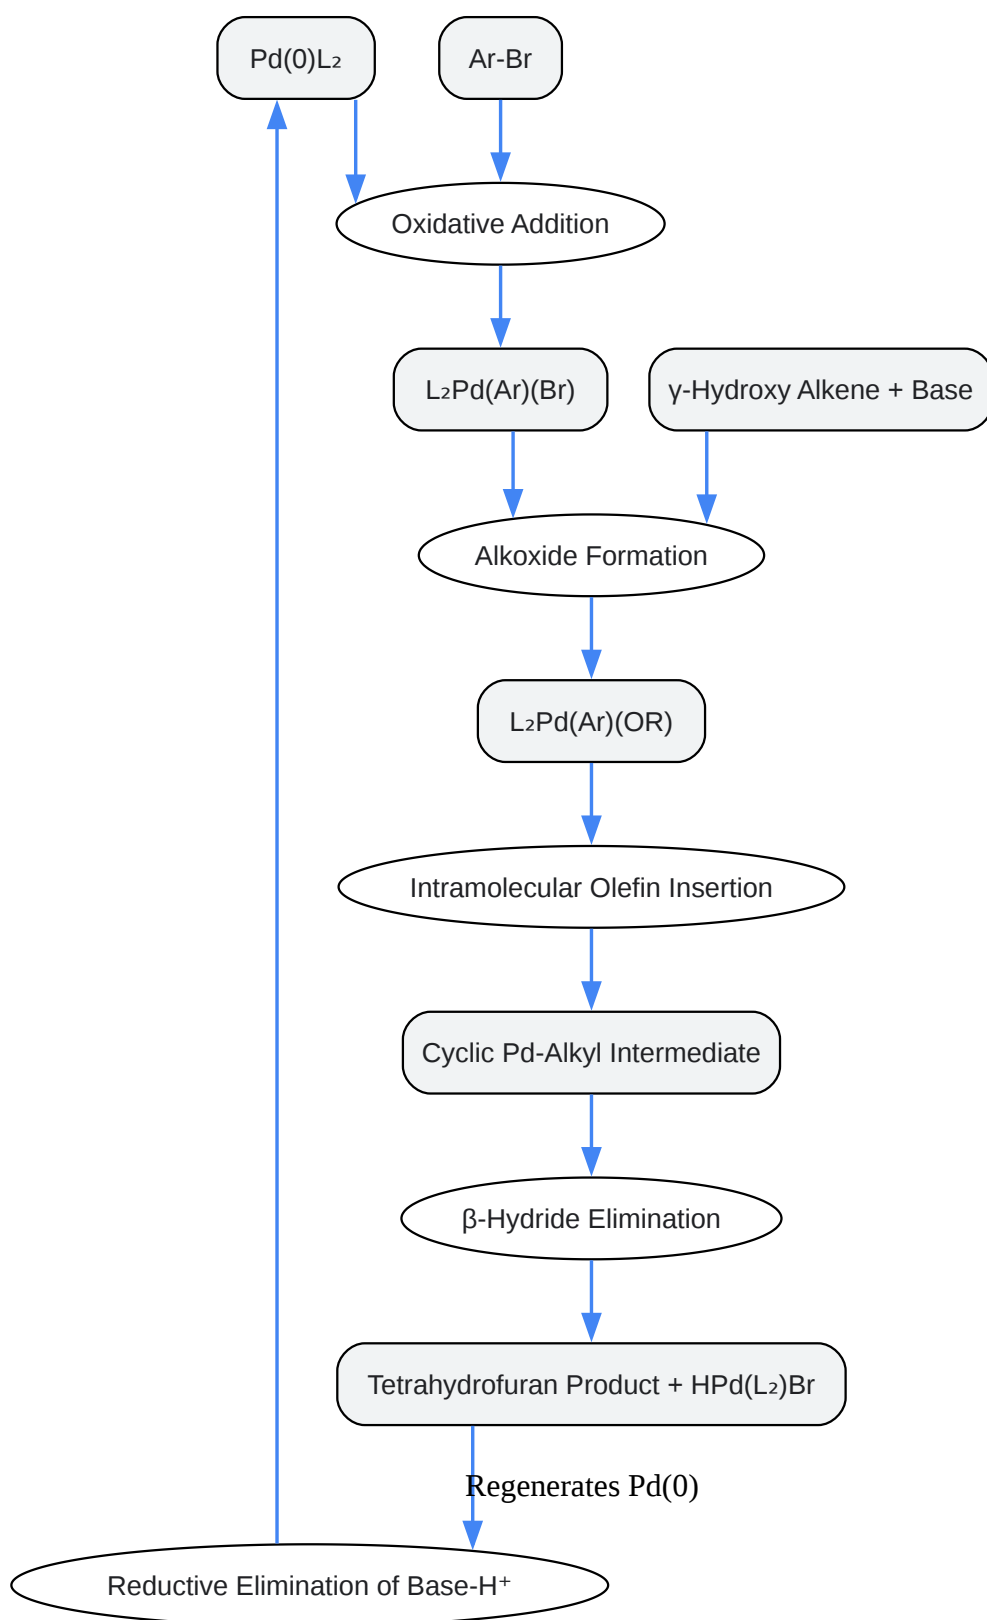 Pd(0)L₂
Ar-Br
Oxidative Addition
L₂Pd(Ar)(Br)
γ-Hydroxy Alkene + Base
Alkoxide Formation
L₂Pd(Ar)(OR)
Intramolecular Olefin Insertion
Cyclic Pd-Alkyl Intermediate
β-Hydride Elimination
Tetrahydrofuran Product + HPd(L₂)Br
Regenerates Pd(0)
Reductive Elimination of Base-H⁺